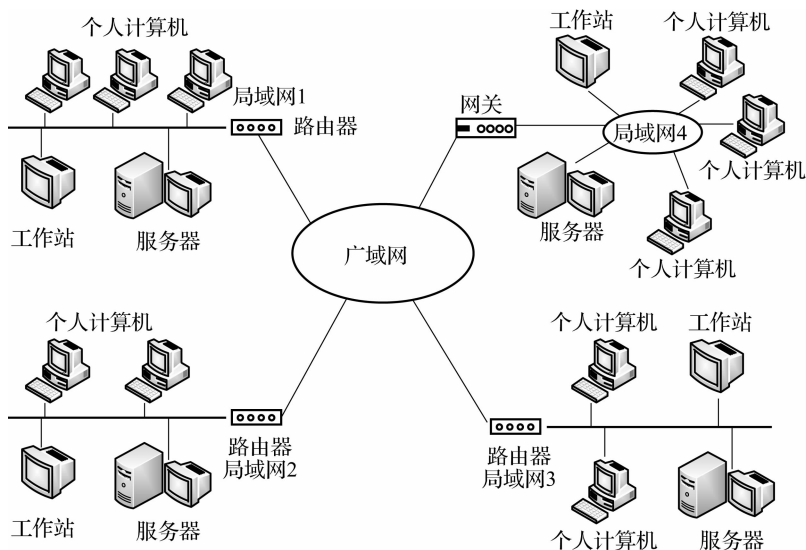 个人计算机
局域网1
路由器
工作站
服务器
工作站
个人计算机
网关
局域网4
个人计算机
服务器
个人计算机
广域网
个人计算机
路由器
局域网2
工作站
服务器
个人计算机
工作站
路由器
局域网3
个人计算机
服务器